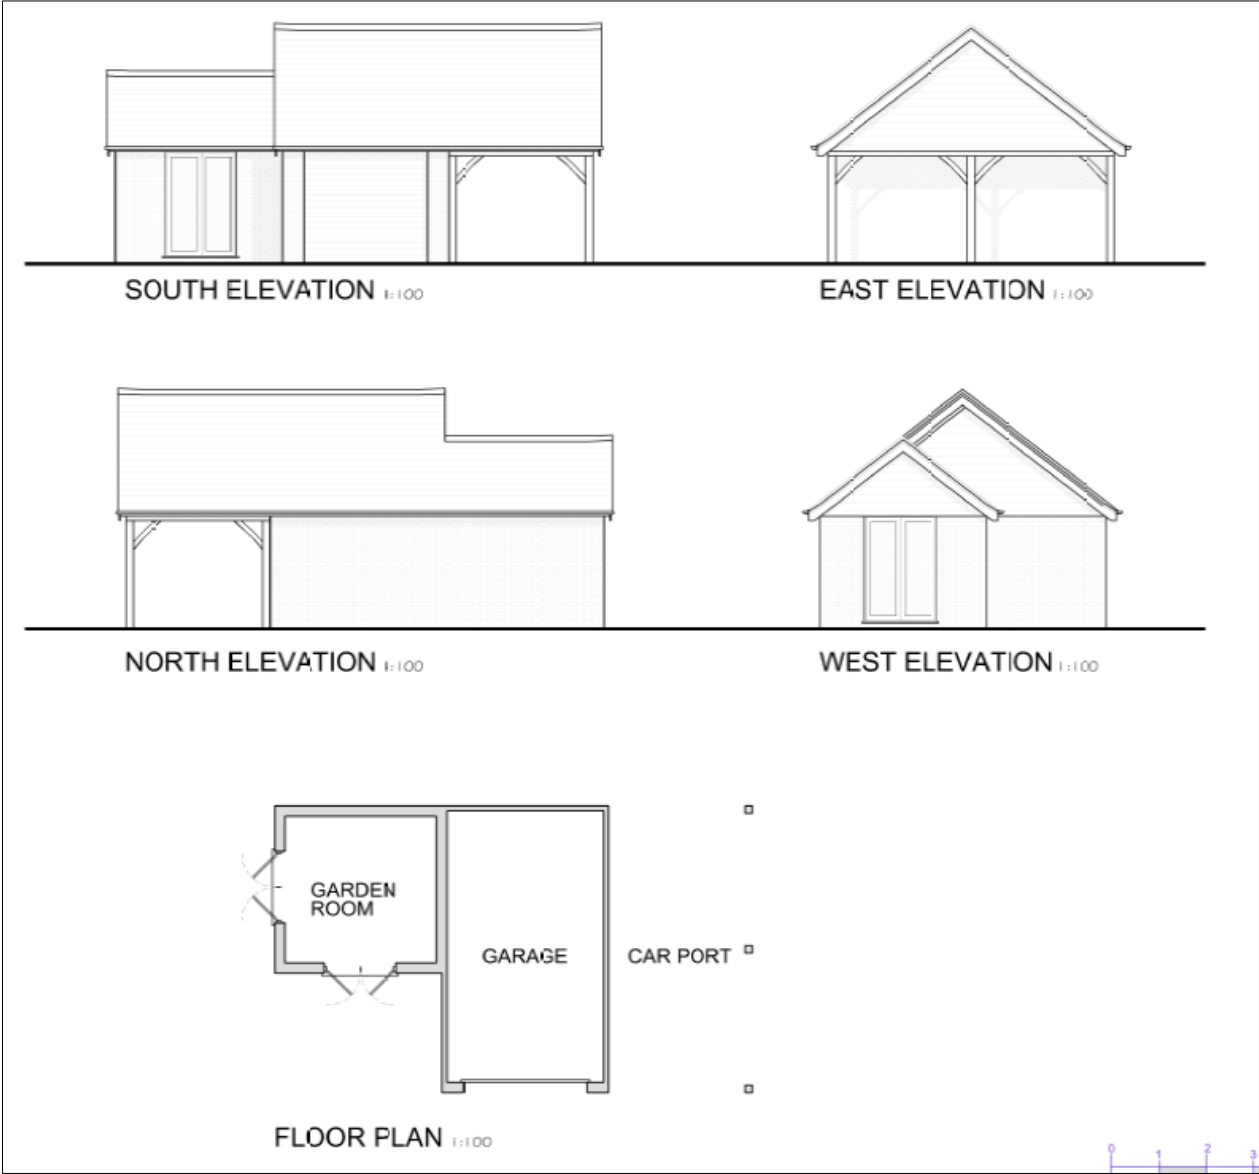 SOUTH ELEVATION 1:100
EAST ELEVATION 1:100
NORTH ELEVATION 1:100
WEST ELEVATION 1:100
GARDEN
ROOM
GARAGE
CAR PORT
FLOOR PLAN 1:100
0 1 2 3